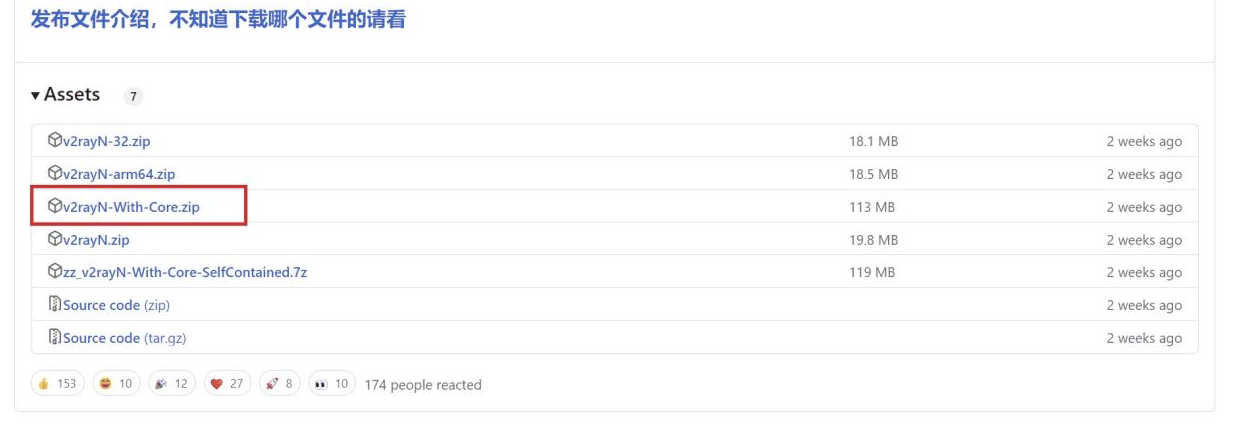 发布文件介绍，不知道下载哪个文件的请看
Assets 7
v2rayN-32.zip 18.1 MB 2 weeks ago
v2rayN-arm64.zip 18.5 MB 2 weeks ago
v2rayN-With-Core.zip 113 MB 2 weeks ago
v2rayN.zip 19.8 MB 2 weeks ago
zz_v2rayN-With-Core-SelfContained.7z 119 MB 2 weeks ago
Source code (zip) 2 weeks ago
Source code (tar.gz) 2 weeks ago
153 10 12 27 8 10 174 people reacted